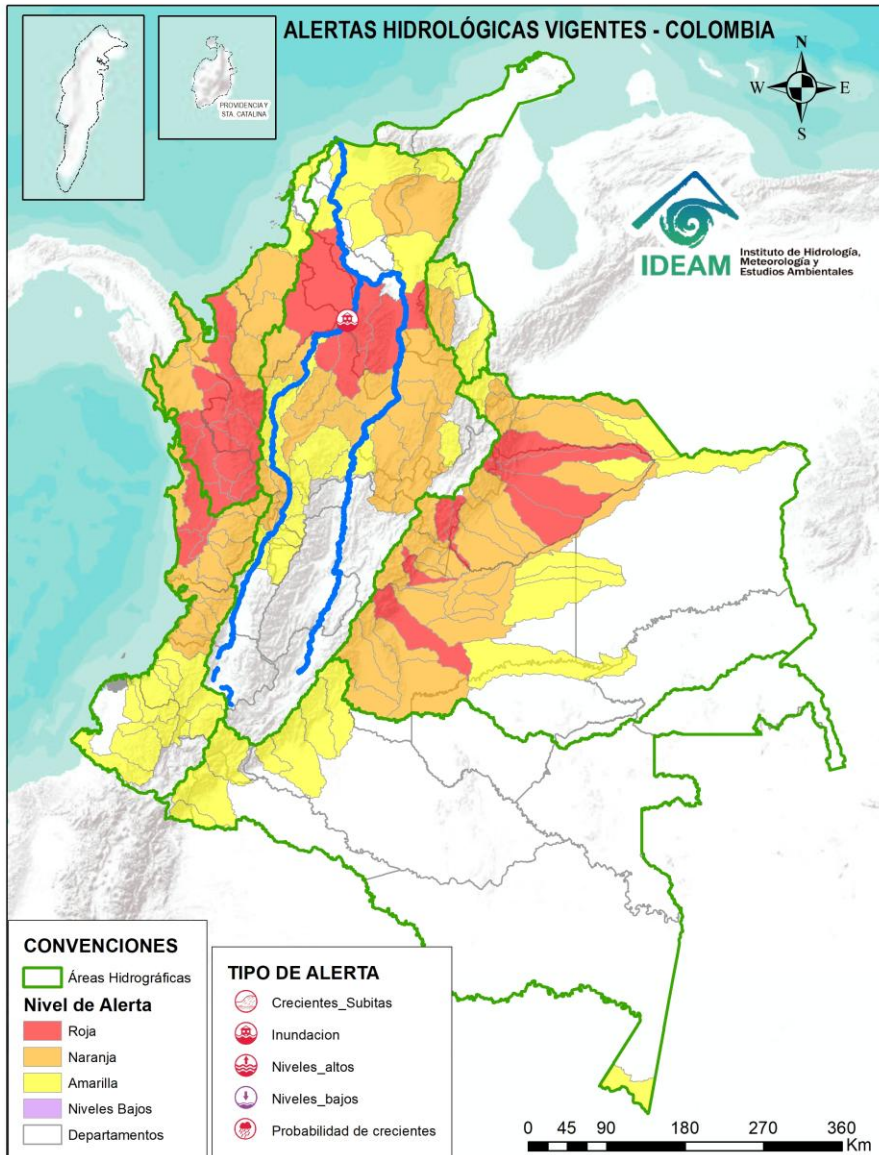 ALERTAS HIDROLÓGICAS VIGENTES - COLOMBIA
PROVIDENCIA Y
STA. CATALINA
N
W
E
S
IDEAM
Instituto de Hidrología,
Meteorología y
Estudios Ambientales
CONVENCIONES
Áreas Hidrográficas
Nivel de Alerta
Roja
Naranja
Amarilla
Niveles Bajos
Departamentos
TIPO DE ALERTA
Crecientes_Subitas
Inundacion
Niveles_altos
Niveles_bajos
Probabilidad de crecientes
0 45 90 180 270 360
Km